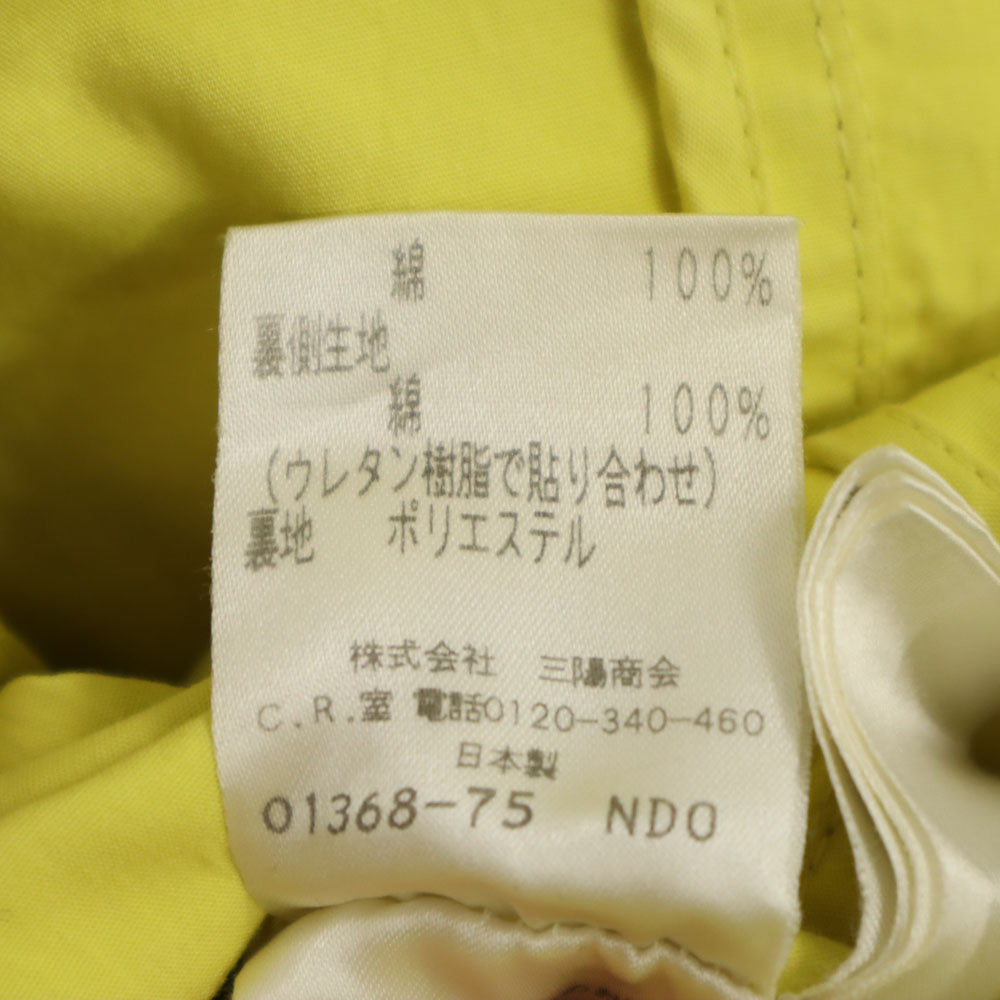 綿 100%
裏側生地
綿 100%
(ウレタン樹脂で貼り合わせ)
裏地 ポリエステル
株式会社 三陽商会
C.R.室 電話0120-340-460
日本製
01368-75 NDO